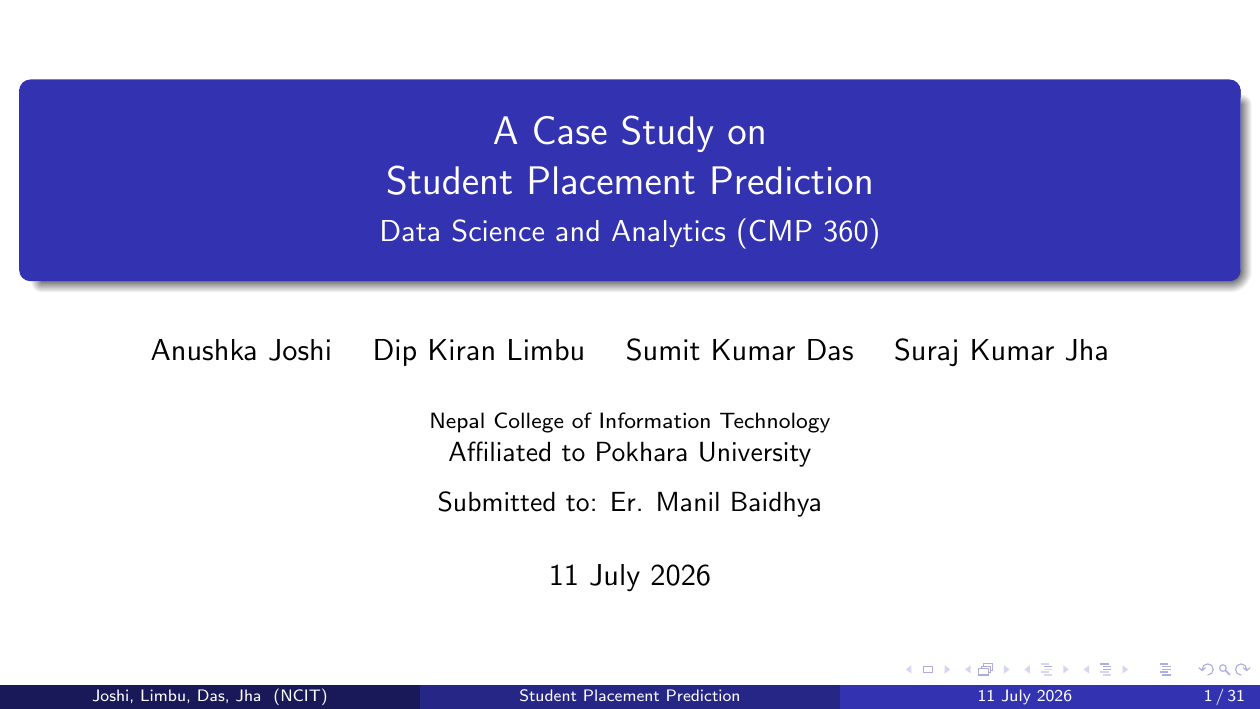 A Case Study on
Student Placement Prediction
Data Science and Analytics (CMP 360)
Anushka Joshi Dip Kiran Limbu Sumit Kumar Das Suraj Kumar Jha
Nepal College of Information Technology
Affiliated to Pokhara University
Submitted to: Er. Manil Baidhya
11 July 2026
Joshi, Limbu, Das, Jha (NCIT) Student Placement Prediction 11 July 2026 1 / 31